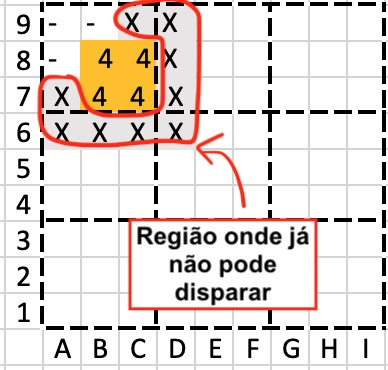 9 - - X X
8 - 4 4 X
7 X 4 4 X
6 X X X X
5
4
3
2
1
Região onde já
não pode
disparar
A B C D E F G H I